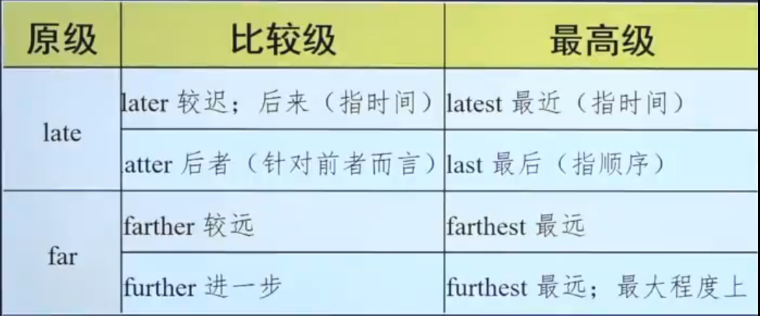 原级 比较级 最高级
late
later 较迟；后来（指时间） latest 最近（指时间）
latter 后者（针对前者而言） last 最后（指顺序）
far
farther 较远 farthest 最远
further 进一步 furthest 最远；最大程度上